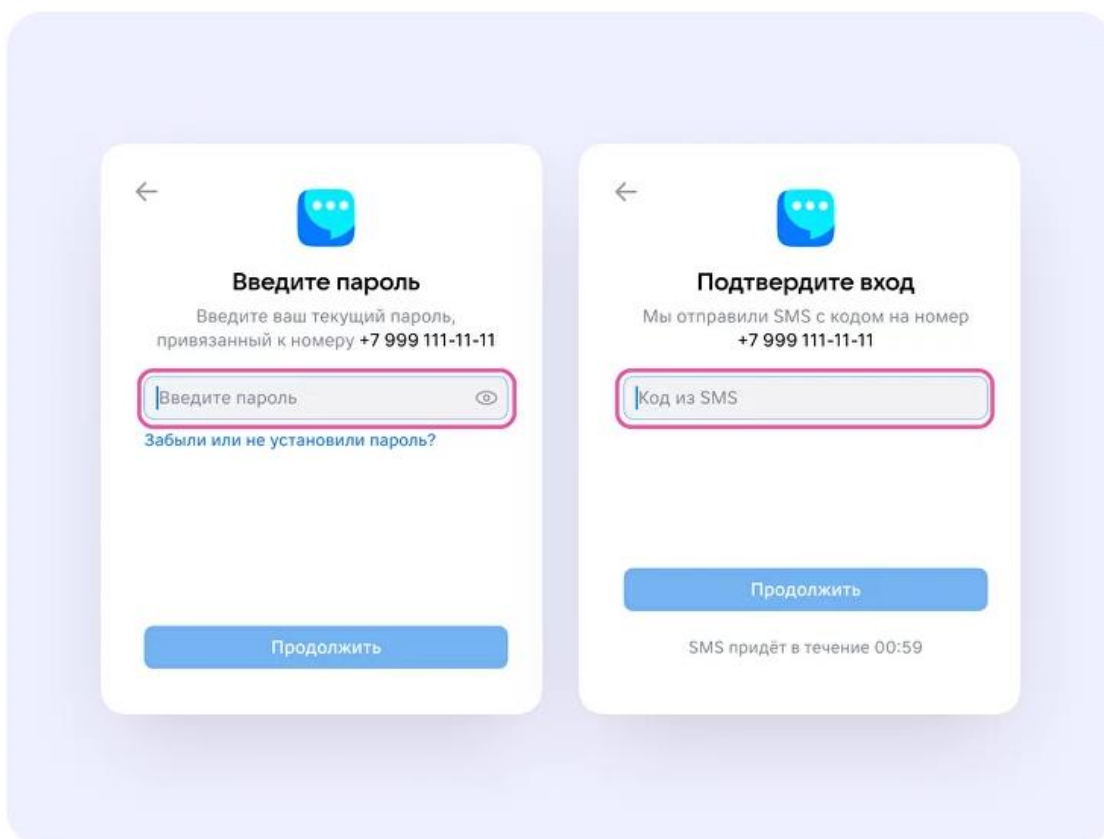 Введите пароль
Введите ваш текущий пароль,
привязанный к номеру +7 999 111-11-11
Введите пароль
Забыли или не установили пароль?
Продолжить
Подтвердите вход
Мы отправили SMS с кодом на номер
+7 999 111-11-11
Код из SMS
Продолжить
SMS придёт в течение 00:59